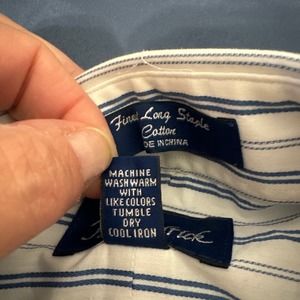 Finest Long Staple
Cotton
DE IN CHINA
MACHINE
WASH WARM
WITH
LIKE COLORS
TUMBLE
DRY
COOL IRON